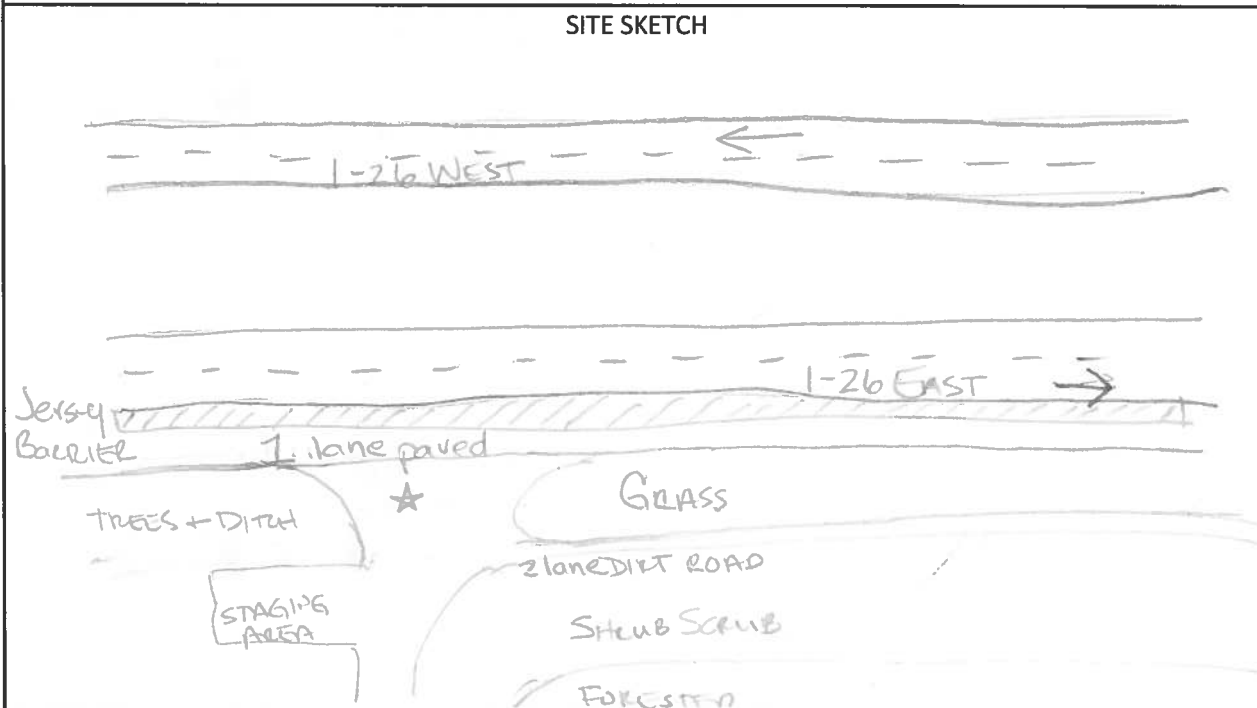 SITE SKETCH
I-26 WEST
I-26 EAST
Jersey
BARRIER
1 lane paved
GRASS
TREES + DITCH
2 lane DIRT ROAD
STAGING
AREA
SHRUB SCRUB
FORESTED